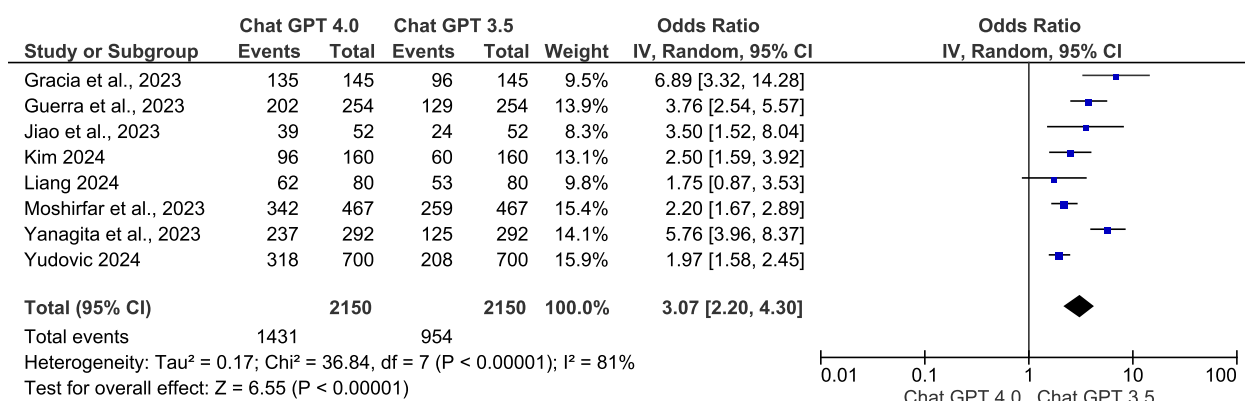 Chat GPT 4.0 Chat GPT 3.5 Odds Ratio Odds Ratio
Study or Subgroup Events Total Events Total Weight IV, Random, 95% CI IV, Random, 95% CI
Gracia et al., 2023 135 145 96 145 9.5% 6.89 [3.32, 14.28]
Guerra et al., 2023 202 254 129 254 13.9% 3.76 [2.54, 5.57]
Jiao et al., 2023 39 52 24 52 8.3% 3.50 [1.52, 8.04]
Kim 2024 96 160 60 160 13.1% 2.50 [1.59, 3.92]
Liang 2024 62 80 53 80 9.8% 1.75 [0.87, 3.53]
Moshirfar et al., 2023 342 467 259 467 15.4% 2.20 [1.67, 2.89]
Yanagita et al., 2023 237 292 125 292 14.1% 5.76 [3.96, 8.37]
Yudovic 2024 318 700 208 700 15.9% 1.97 [1.58, 2.45]
Total (95% CI) 2150 2150 100.0% 3.07 [2.20, 4.30]
Total events 1431 954
Heterogeneity: Tau² = 0.17; Chi² = 36.84, df = 7 (P < 0.00001); I² = 81%
Test for overall effect: Z = 6.55 (P < 0.00001)
0.01 0.1 1 10 100
Chat GPT 4.0 Chat GPT 3.5